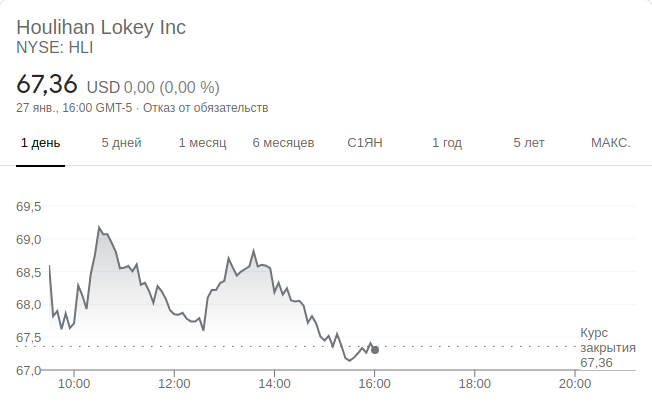 Houlihan Lokey Inc
NYSE: HLI
67,36 USD 0,00 (0,00 %)
27 янв., 16:00 GMT-5 · Отказ от обязательств
1 день 5 дней 1 месяц 6 месяцев С1ЯН 1 год 5 лет МАКС.
69,5
69,0
68,5
68,0
67,5
67,0
Курс
закрытия
67,36
10:00 12:00 14:00 16:00 18:00 20:00